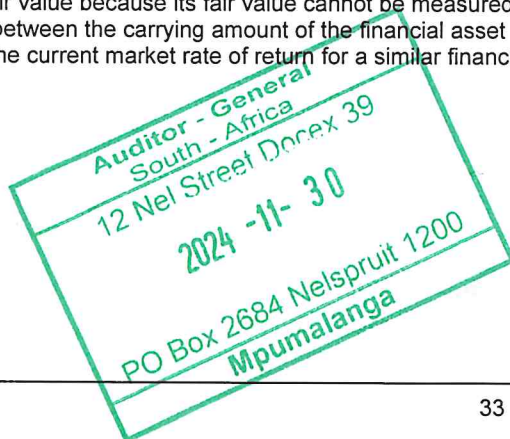 ir value because its fair value cannot be measured
between the carrying amount of the financial asset
he current market rate of return for a similar financ
Auditor - General
South - Africa
12 Nel Street Docex 39
2024 -11- 30
PO Box 2684 Nelspruit 1200
Mpumalanga
33